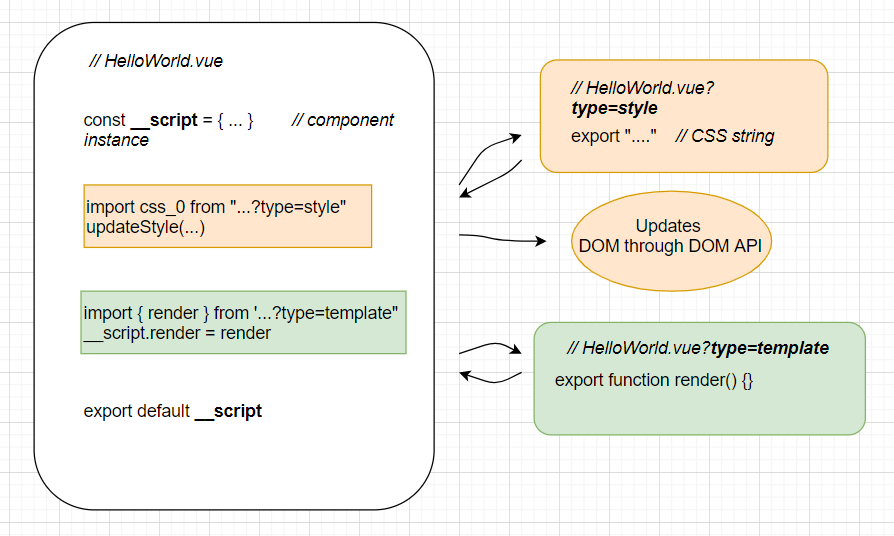 // HelloWorld.vue
const __script = { ... } // component
instance
import css_0 from "...?type=style"
updateStyle(...)
import { render } from '...?type=template"
__script.render = render
export default __script
// HelloWorld.vue?
type=style
export "...." // CSS string
Updates
DOM through DOM API
// HelloWorld.vue?type=template
export function render() {}